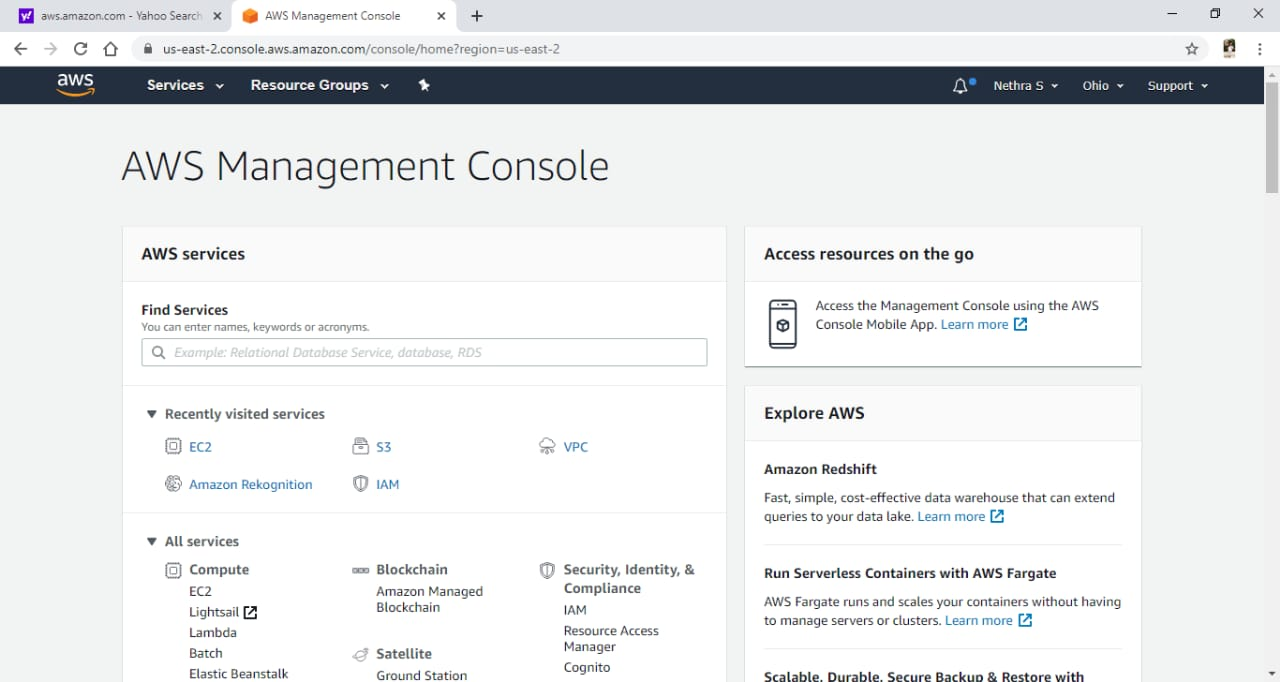 aws.amazon.com - Yahoo Search
AWS Management Console
us-east-2.console.aws.amazon.com/console/home?region=us-east-2
aws Services Resource Groups Nethra S Ohio Support
AWS Management Console
AWS services
Find Services
You can enter names, keywords or acronyms.
Example: Relational Database Service, database, RDS
Recently visited services
EC2 S3 VPC
Amazon Rekognition IAM
All services
Compute
EC2
Lightsail
Lambda
Batch
Elastic Beanstalk
Blockchain
Amazon Managed
Blockchain
Satellite
Ground Station
Security, Identity, &
Compliance
IAM
Resource Access
Manager
Cognito
Access resources on the go
Access the Management Console using the AWS
Console Mobile App. Learn more
Explore AWS
Amazon Redshift
Fast, simple, cost-effective data warehouse that can extend
queries to your data lake. Learn more
Run Serverless Containers with AWS Fargate
AWS Fargate runs and scales your containers without having
to manage servers or clusters. Learn more
Scalable, Durable, Secure Backup & Restore with